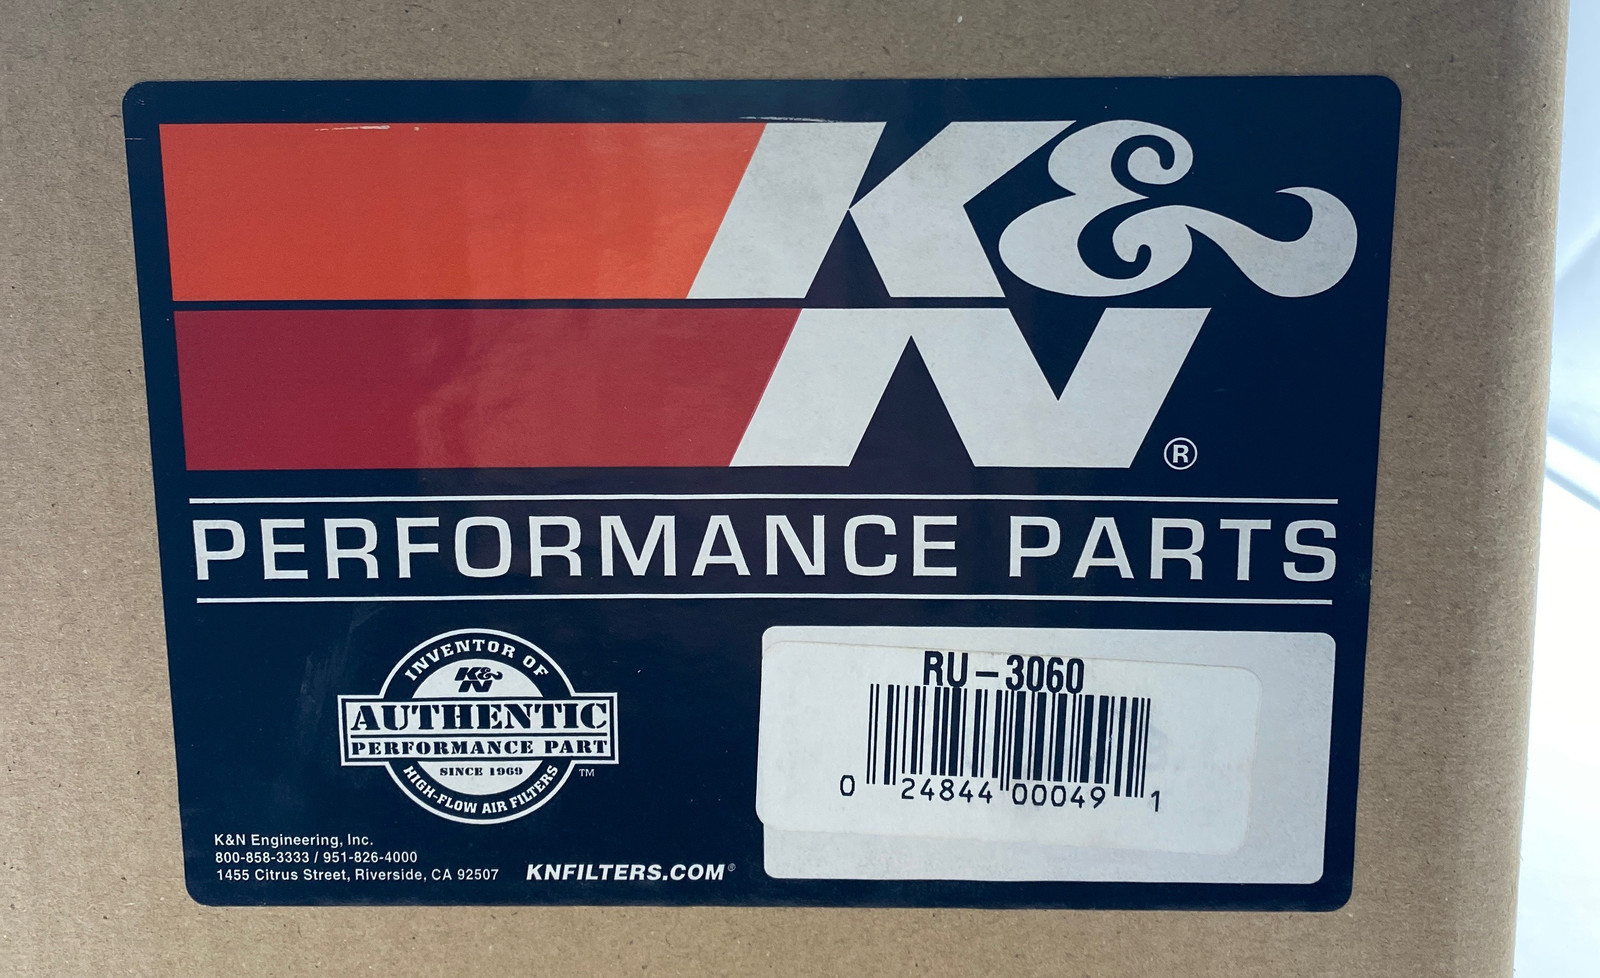 K&
N®
PERFORMANCE PARTS
INVENTOR OF
K&N
AUTHENTIC
PERFORMANCE PART
SINCE 1969
HIGH-FLOW AIR FILTERS
TM
K&N Engineering, Inc.
800-858-3333 / 951-826-4000
1455 Citrus Street, Riverside, CA 92507
KNFILTERS.COM®
RU-3060
0 24844 00049 1